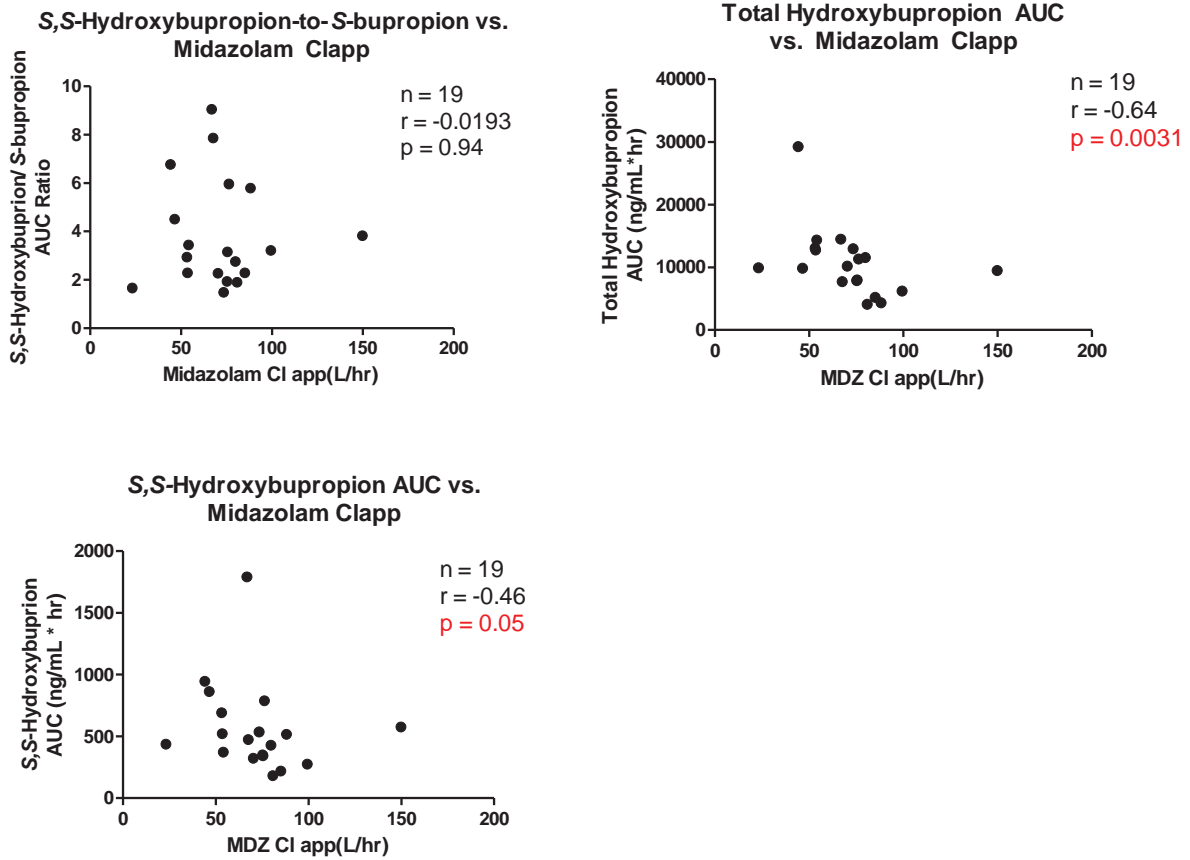 S,S-Hydroxybupropion-to- S-bupropion vs.
Midazolam Clapp
S,S-Hydroxybuprion/ S-bupropion
AUC Ratio
10
8
6
4
2
0
n = 19
r = -0.0193
p = 0.94
0 50 100 150 200
Midazolam Cl app(L/hr)
Total Hydroxybupropion AUC
vs. Midazolam Clapp
Total Hydroxybupropion
AUC (ng/mL*hr)
40000
30000
20000
10000
0
n = 19
r = -0.64
p = 0.0031
0 50 100 150 200
MDZ Cl app(L/hr)
S,S-Hydroxybupropion AUC vs.
Midazolam Clapp
S,S-Hydroxybuprion
AUC (ng/mL * hr)
2000
1500
1000
500
0
n = 19
r = -0.46
p = 0.05
0 50 100 150 200
MDZ Cl app(L/hr)